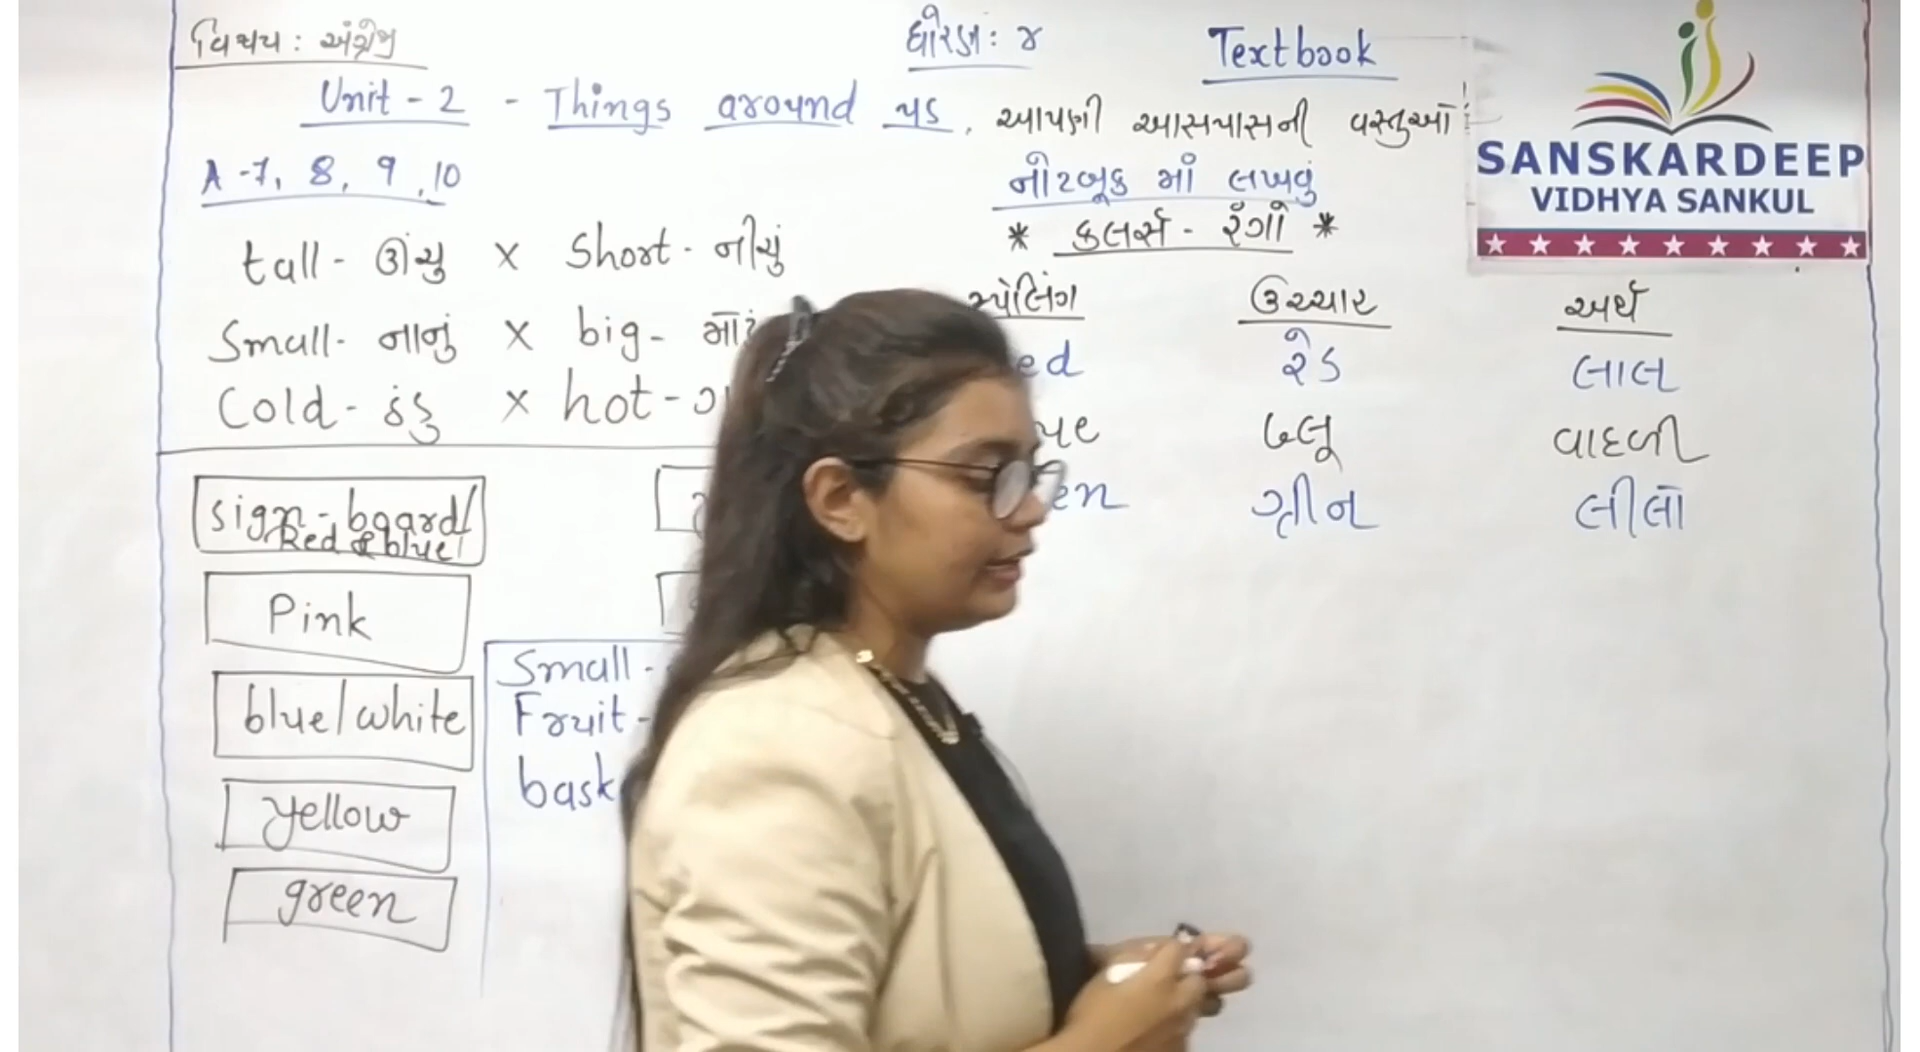 વિષય: અંગ્રેજી
ધોરણ: ૪
Textbook
Unit - 2 - Things around us. આપણી આસપાસની વસ્તુઓ
A -7, 8, 9, 10
નોટબૂક માં લખવું
* કલર્સ - રંગો *
tall - ઊંચુ × Short - નીચું
Small - નાનું × big -
Cold - ઠંડુ × hot -
ઉચ્ચાર
અર્થ
રેડ
લાલ
બ્લૂ
વાદળી
ગ્રીન
લીલો
sign - board/
Red & blue
Pink
blue/white
yellow
green
Small -
Fruit -
SANSKARDEEP
VIDHYA SANKUL